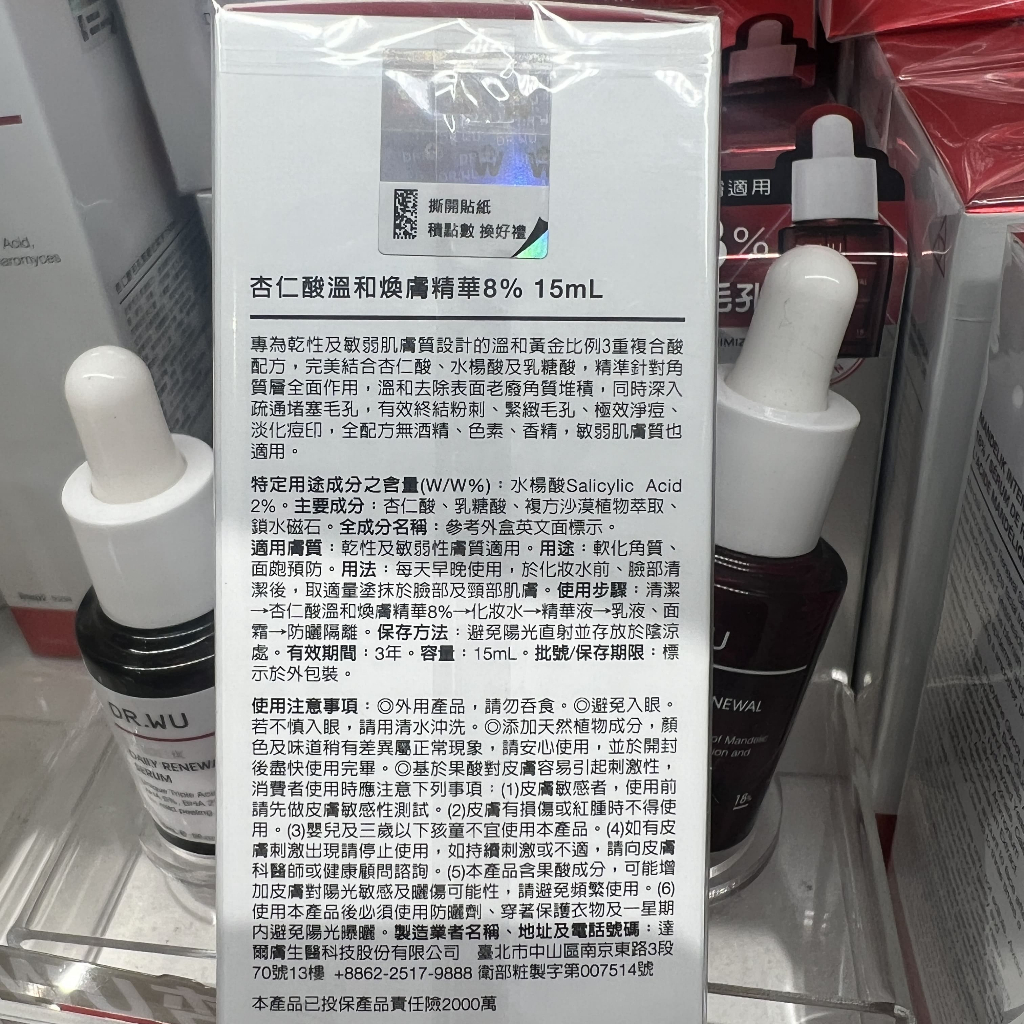 撕開貼紙
積點數 換好禮
杏仁酸溫和煥膚精華8% 15mL
專為乾性及敏弱肌膚質設計的溫和黃金比例3重複合酸
配方，完美結合杏仁酸、水楊酸及乳糖酸，精準針對角
質層全面作用，溫和去除表面老廢角質堆積，同時深入
疏通堵塞毛孔，有效終結粉刺、緊緻毛孔、極效淨痘、
淡化痘印，全配方無酒精、色素、香精，敏弱肌膚質也
適用。
特定用途成分之含量(W/W%)：水楊酸Salicylic Acid
2%。主要成分：杏仁酸、乳糖酸、複方沙漠植物萃取、
鎖水磁石。全成分名稱：參考外盒英文面標示。
適用膚質：乾性及敏弱性膚質適用。用途：軟化角質、
面皰預防。用法：每天早晚使用，於化妝水前、臉部清
潔後，取適量塗抹於臉部及頸部肌膚。使用步驟：清潔
→杏仁酸溫和煥膚精華8%→化妝水→精華液→乳液、面
霜→防曬隔離。保存方法：避免陽光直射並存放於陰涼
處。有效期間：3年。容量：15mL。批號/保存期限：標
示於外包裝。
使用注意事項：◎外用產品，請勿吞食。◎避免入眼。
若不慎入眼，請用清水沖洗。◎添加天然植物成分，顏
色及味道稍有差異屬正常現象，請安心使用，並於開封
後盡快使用完畢。◎基於果酸對皮膚容易引起刺激性，
消費者使用時應注意下列事項：(1)皮膚敏感者，使用前
請先做皮膚敏感性測試。(2)皮膚有損傷或紅腫時不得使
用。(3)嬰兒及三歲以下孩童不宜使用本產品。(4)如有皮
膚刺激出現請停止使用，如持續刺激或不適，請向皮膚
科醫師或健康顧問諮詢。(5)本產品含果酸成分，可能增
加皮膚對陽光敏感及曬傷可能性，請避免頻繁使用。(6)
使用本產品後必須使用防曬劑、穿著保護衣物及一星期
內避免陽光曝曬。製造業者名稱、地址及電話號碼：達
爾膚生醫科技股份有限公司 臺北市中山區南京東路3段
70號13樓 +8862-2517-9888 衛部粧製字第007514號
本產品已投保產品責任險2000萬
DR.WU
DAILY RENEWAL
SERUM
Acid,
適用
%
毛孔
WU
RENEWAL
of Mandelic
and
18%